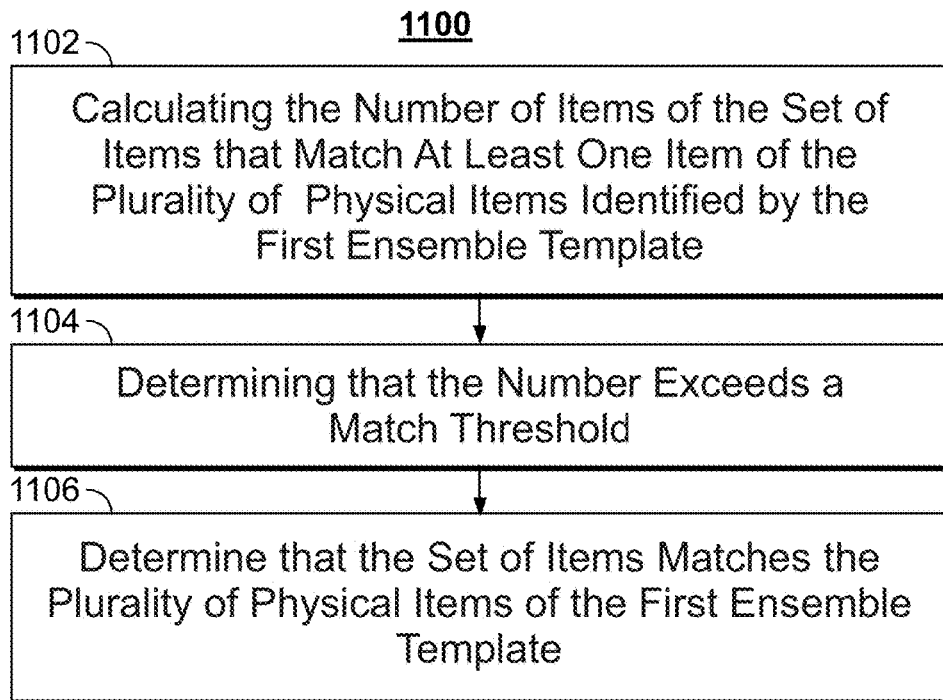 1100
1102
Calculating the Number of Items of the Set of
Items that Match At Least One Item of the
Plurality of Physical Items Identified by the
First Ensemble Template
1104
Determining that the Number Exceeds a
Match Threshold
1106
Determine that the Set of Items Matches the
Plurality of Physical Items of the First Ensemble
Template